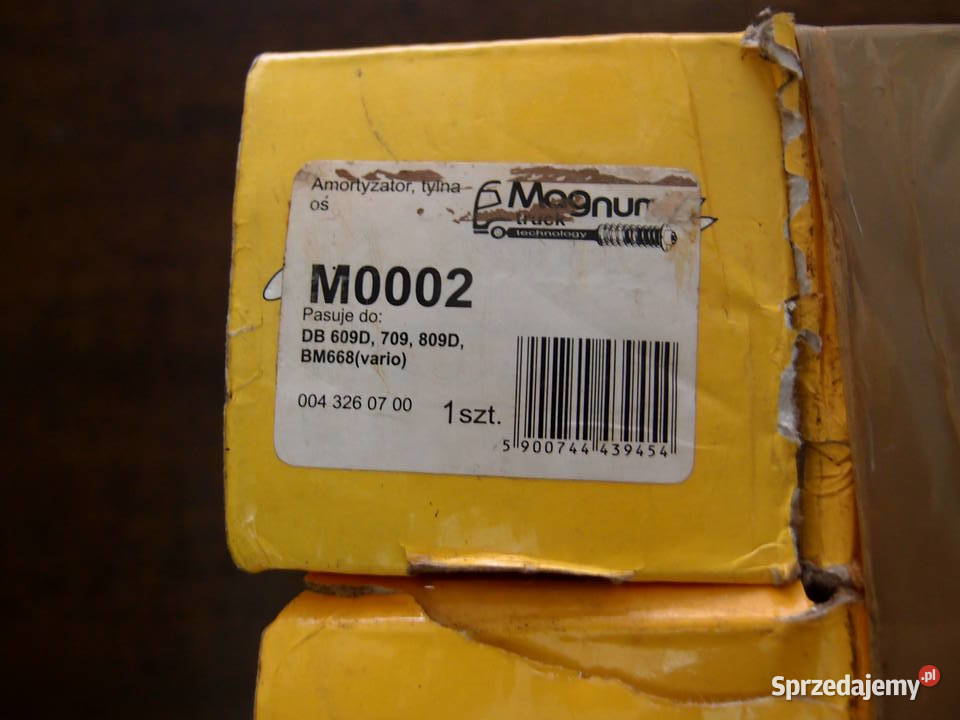 Amortyzator, tylna
oś
Magnum
truck
technology
M0002
Pasuje do:
DB 609D, 709, 809D,
BM668(vario)
004 326 07 00
1szt.
5 900744 439454
Sprzedajemy.pl